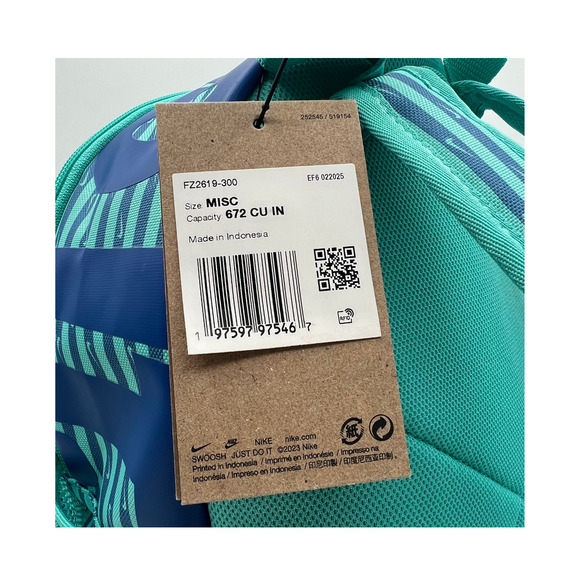 252545 / 519154
FZ2619-300
EF6 022025
Size MISC
Capacity 672 CU IN
Made in Indonesia
1 97597 97546 7
RFID
NIKE nike.com
SWOOSH JUST DO IT ©2023 Nike
Printed in Indonesia / Imprimé en Indonésie / Impresso na
Indonésia / Impreso en Indonesia / 印尼印製 / 印度尼西亚印制/
紙